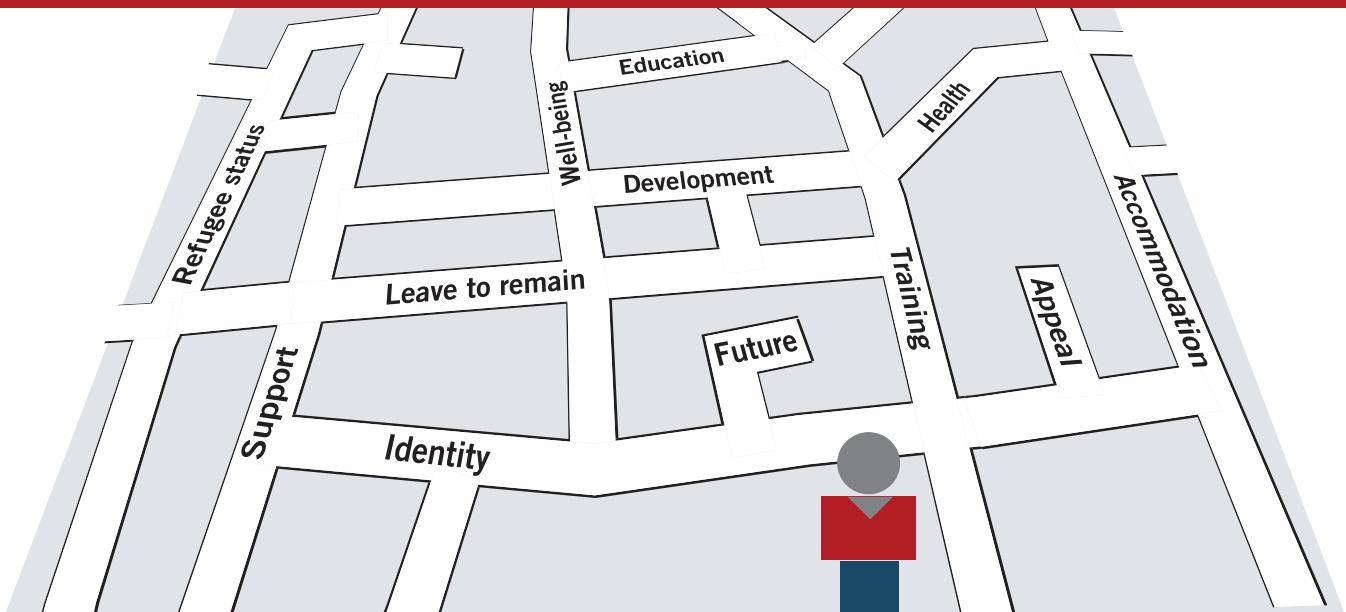 Education
Well-being
Health
Refugee status
Development
Accommodation
Leave to remain
Training
Appeal
Future
Support
Identity